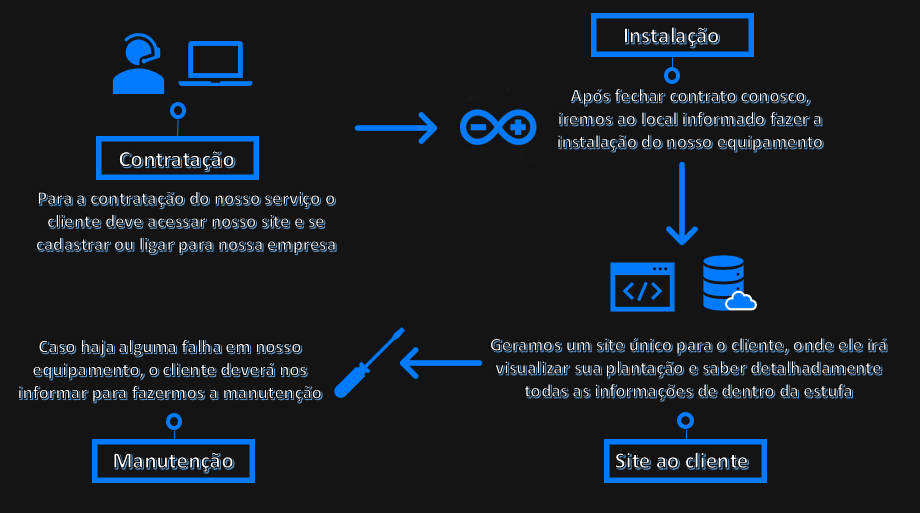 Contratação
Para a contratação do nosso serviço o
cliente deve acessar nosso site e se
cadastrar ou ligar para nossa empresa
Instalação
Após fechar contrato conosco,
iremos ao local informado fazer a
instalação do nosso equipamento
Geramos um site único para o cliente, onde ele irá
visualizar sua plantação e saber detalhadamente
todas as informações de dentro da estufa
Site ao cliente
Caso haja alguma falha em nosso
equipamento, o cliente deverá nos
informar para fazermos a manutenção
Manutenção